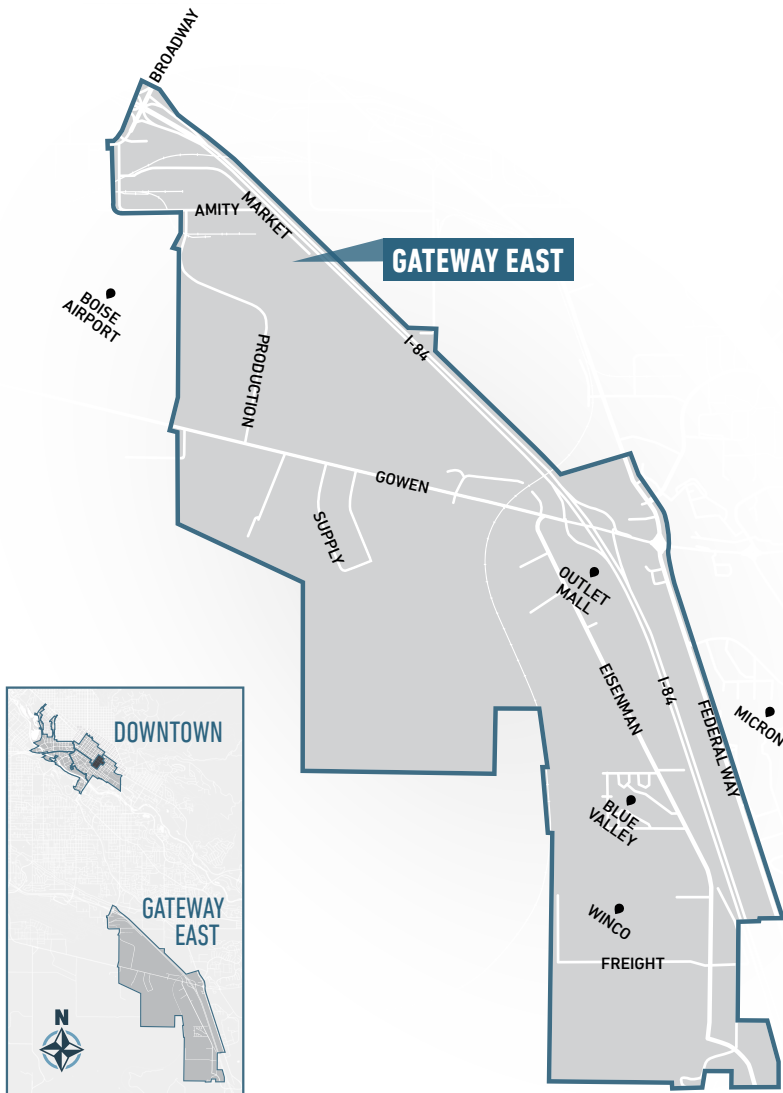 BROADWAY
AMITY
MARKET
GATEWAY EAST
BOISE
AIRPORT
I-84
PRODUCTION
GOWEN
SUPPLY
OUTLET
MALL
EISENMAN
I-84
FEDERAL WAY
MICRON
BLUE
VALLEY
WINCO
FREIGHT
DOWNTOWN
GATEWAY
EAST
N